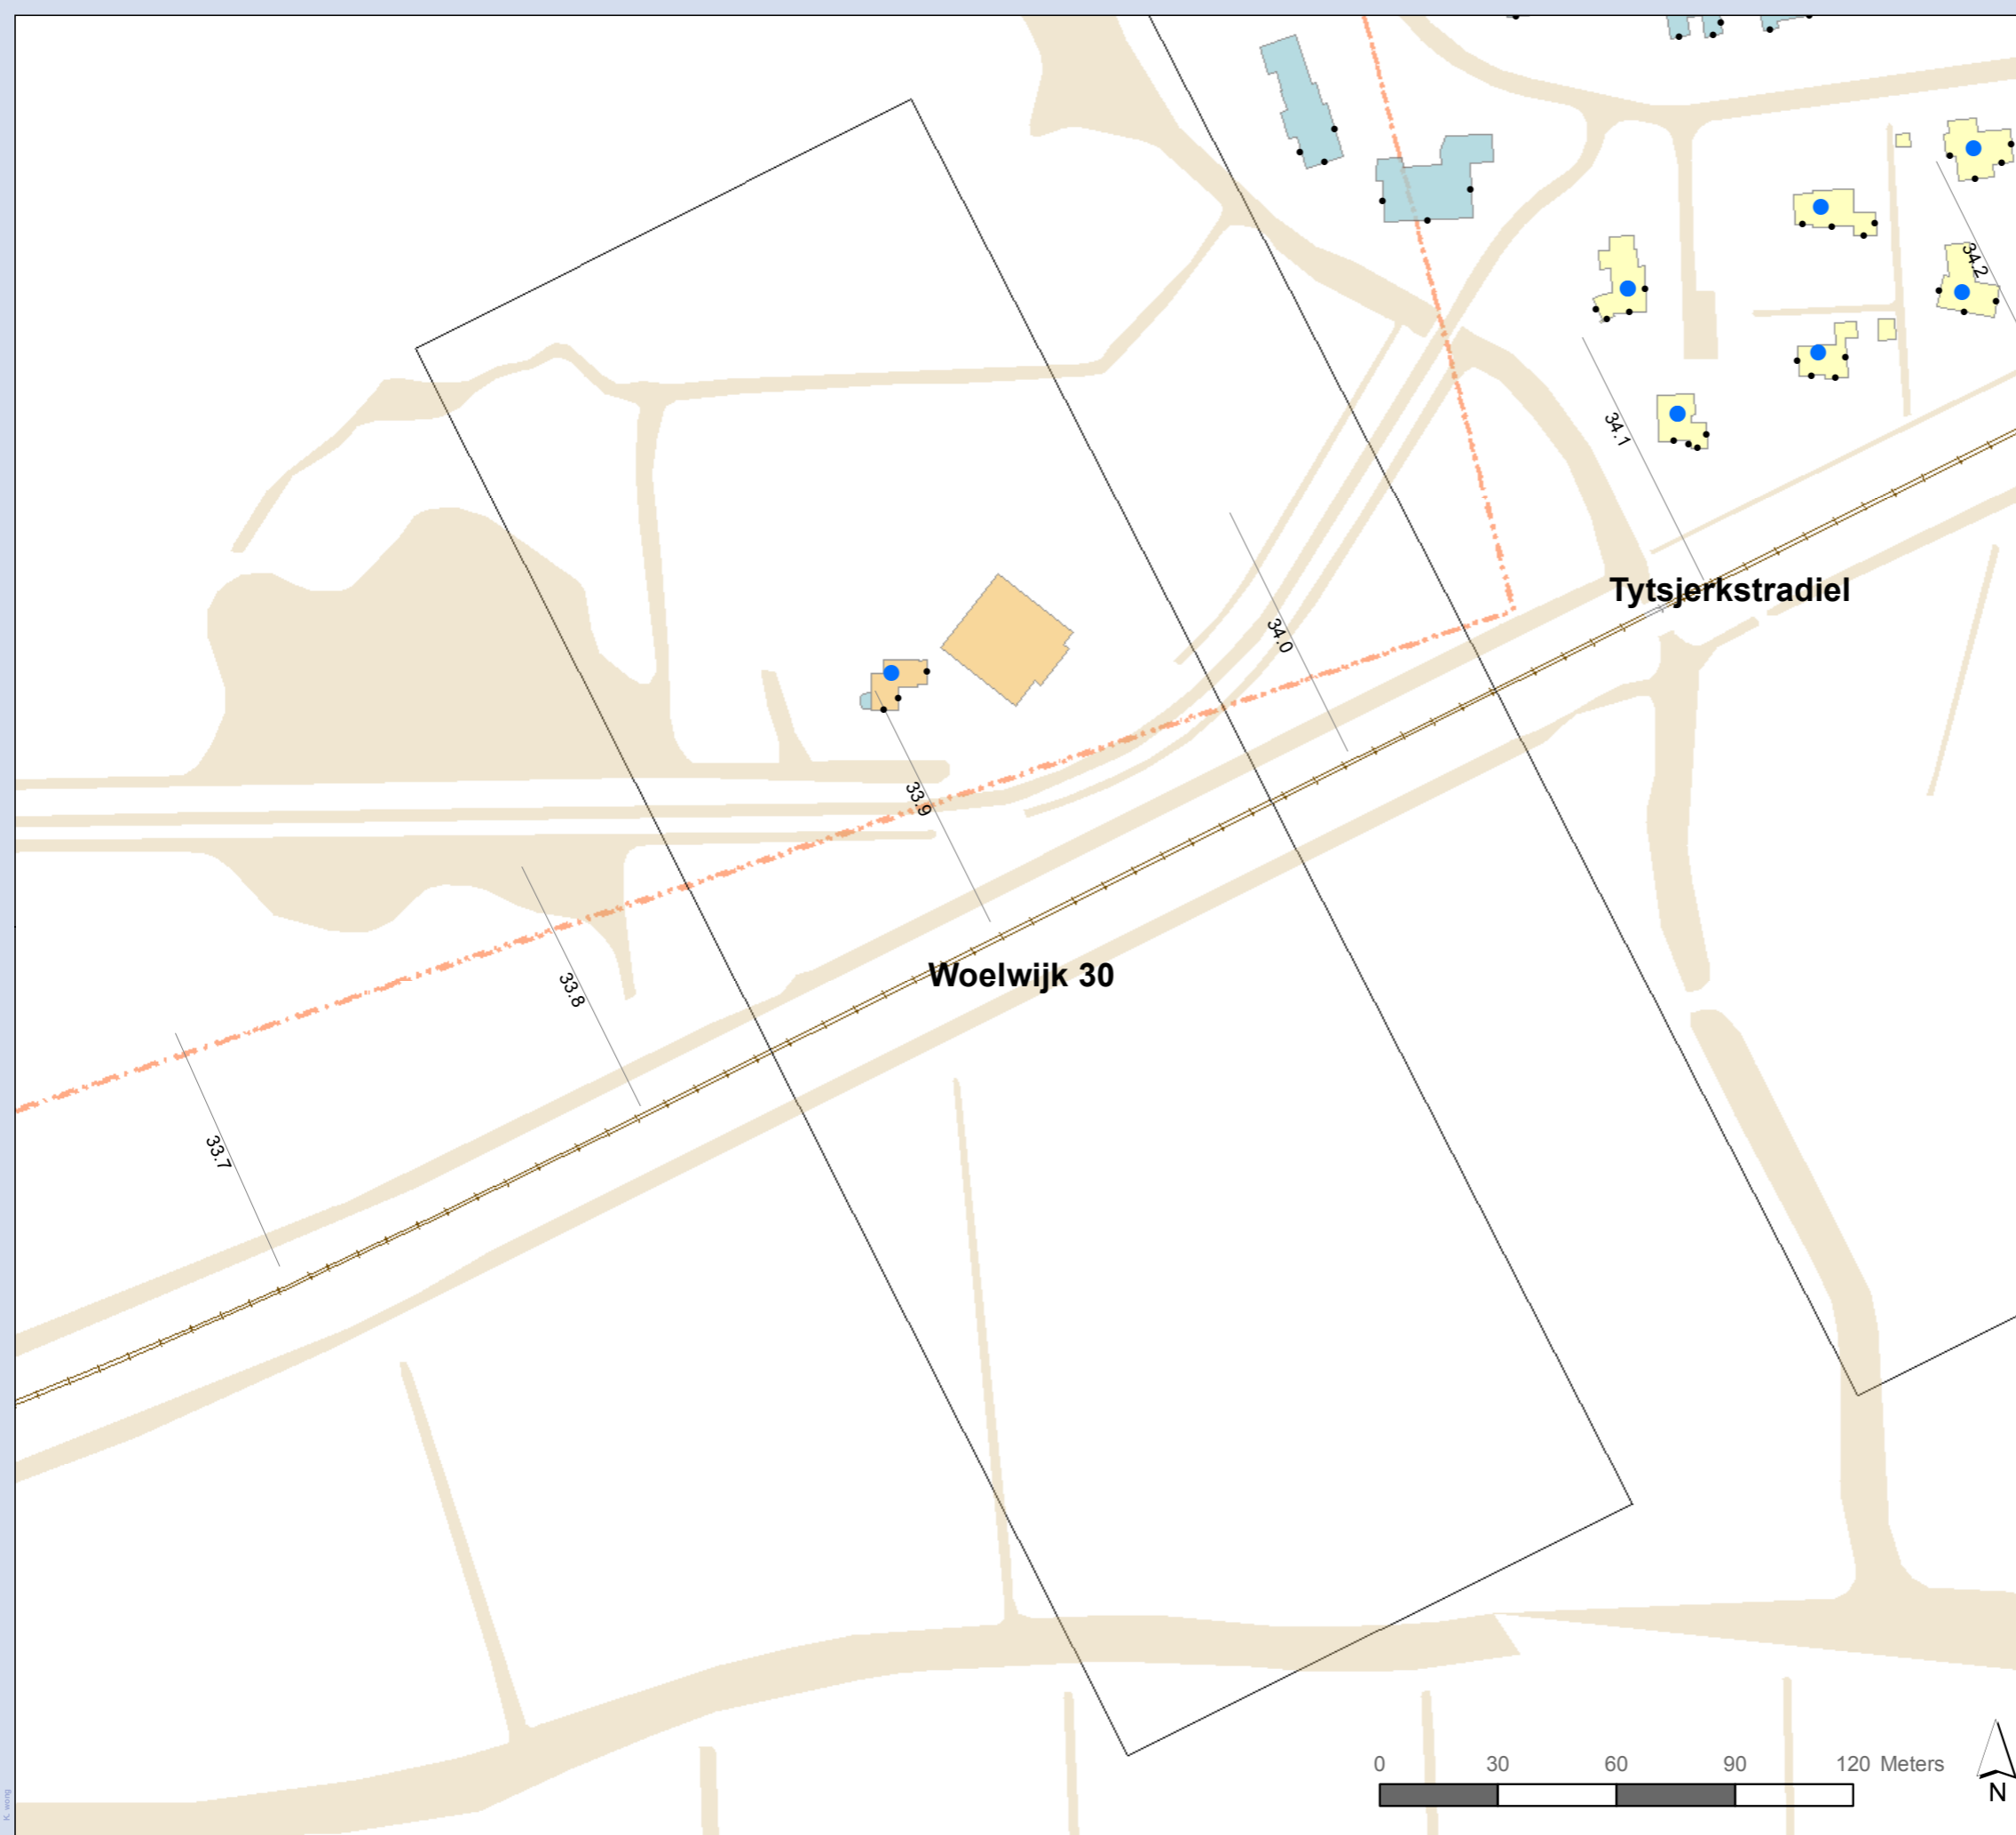 34.2
34.1
Tytsjerkstradiel
34.0
33.9
Woelwijk 30
33.8
33.7
0 30 60 90 120 Meters
N
K. wong